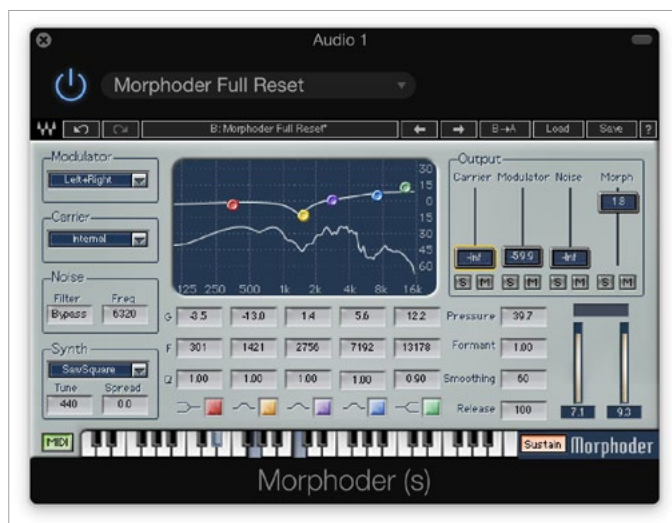 Audio 1
Morphoder Full Reset
B: Morphoder Full Reset* B→A Load Save ?
Modulator
Left+Right
Carrier
Internal
Noise
Filter Freq
Bypass 6320
Synth
SawSquare
Tune Spread
440 0.0
30
15
0
15
30
45
60
125 250 500 1k 2k 4k 8k 16k
G -3.5 -13.0 1.4 5.6 12.2
F 301 1421 2756 7192 13178
Q 1.00 1.00 1.00 1.00 0.90
Output
Carrier Modulator Noise Morph
1.8
-Inf -59.9 -Inf
S M S M S M S M
Pressure 39.7
Formant 1.00
Smoothing 60
Release 100
7.1 9.3
MIDI Sustain Morphoder
Morphoder (s)